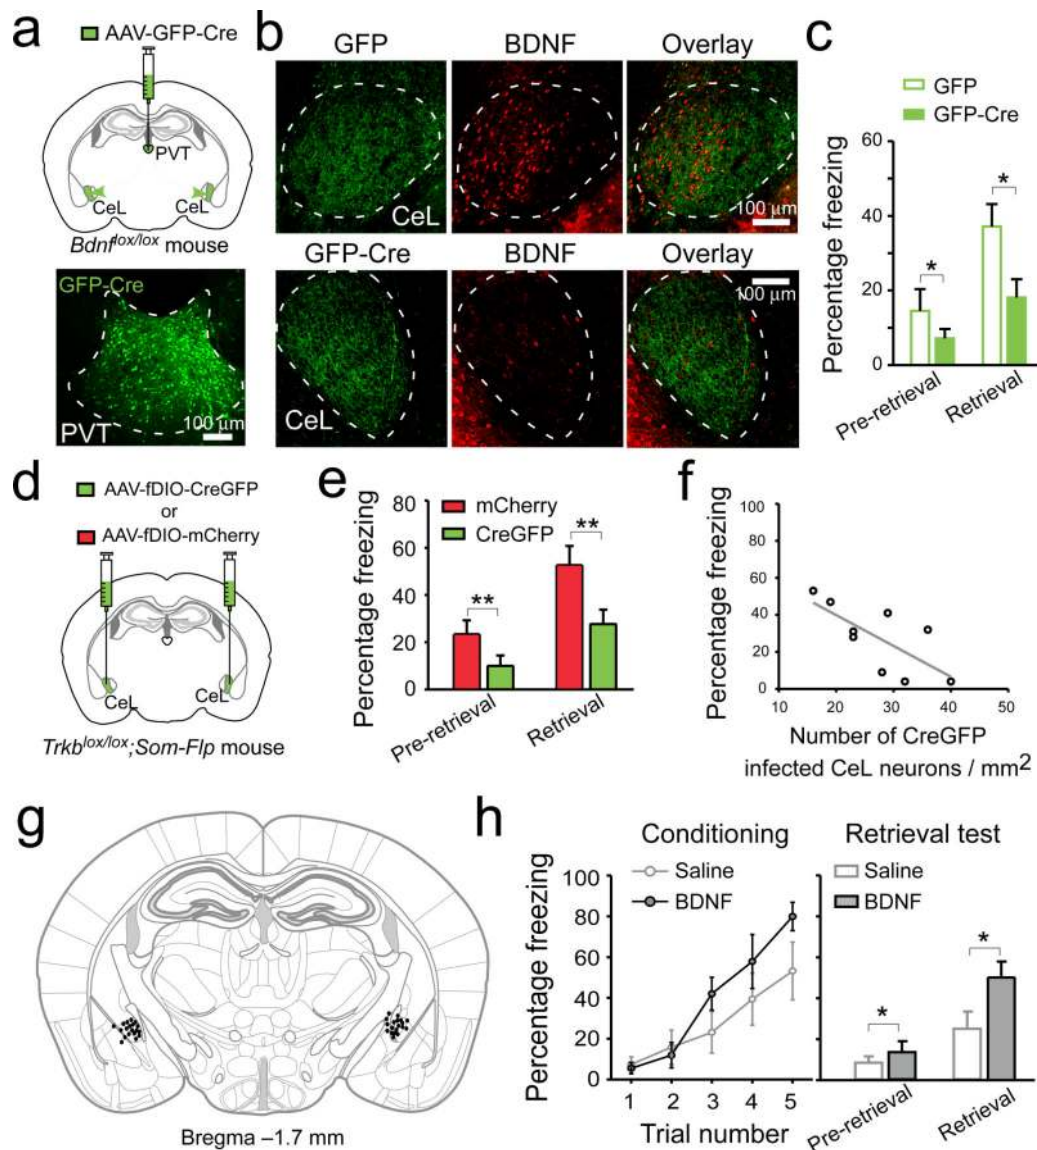 a
AAV-GFP-Cre
PVT
CeL
CeL
Bdnf^lox/lox mouse
GFP-Cre
100 µm
PVT
b
GFP
BDNF
Overlay
CeL
100 µm
GFP-Cre
BDNF
Overlay
CeL
100 µm
c
GFP
GFP-Cre
Percentage freezing
60
40
20
0
*
*
Pre-retrieval
Retrieval
d
AAV-fDIO-CreGFP
or
AAV-fDIO-mCherry
CeL
CeL
Trkb^lox/lox;Som-Flp mouse
e
mCherry
CreGFP
Percentage freezing
80
60
40
20
0
**
**
Pre-retrieval
Retrieval
f
Percentage freezing
100
80
60
40
20
0
10 20 30 40 50
Number of CreGFP
infected CeL neurons / mm²
g
Bregma –1.7 mm
h
Conditioning
Saline
BDNF
Percentage freezing
100
80
60
40
20
0
1 2 3 4 5
Trial number
Retrieval test
Saline
BDNF
*
*
Pre-retrieval
Retrieval